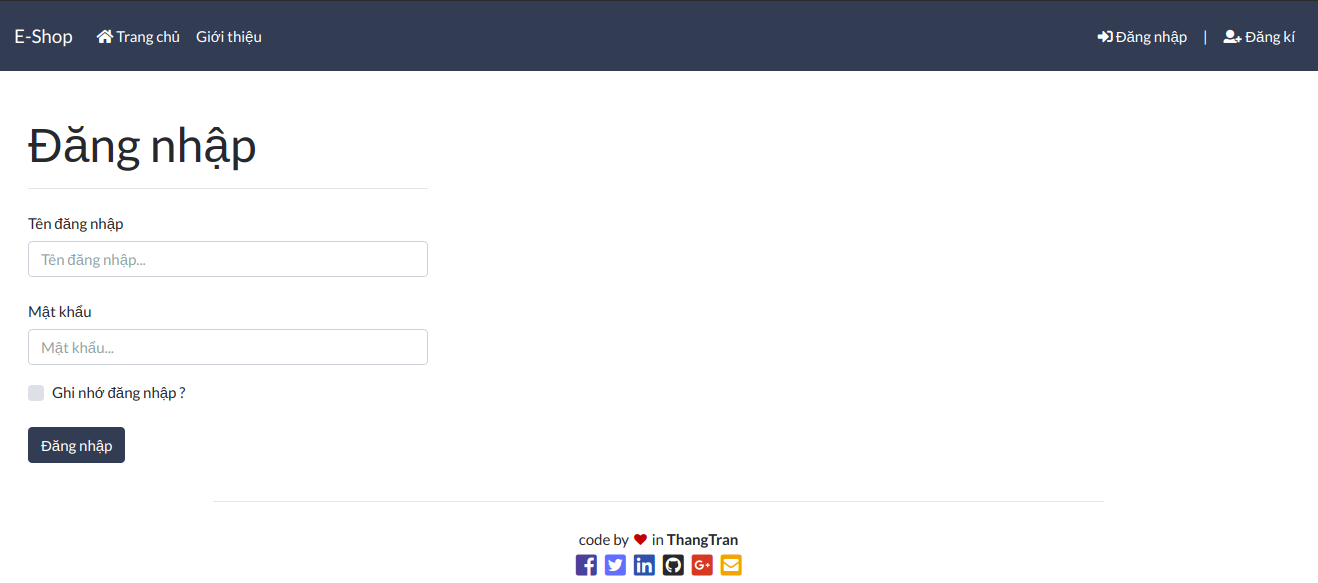 E-Shop Trang chủ Giới thiệu Đăng nhập | Đăng kí
Đăng nhập
Tên đăng nhập
Tên đăng nhập...
Mật khẩu
Mật khẩu...
Ghi nhớ đăng nhập ?
Đăng nhập
code by ❤ in ThangTran